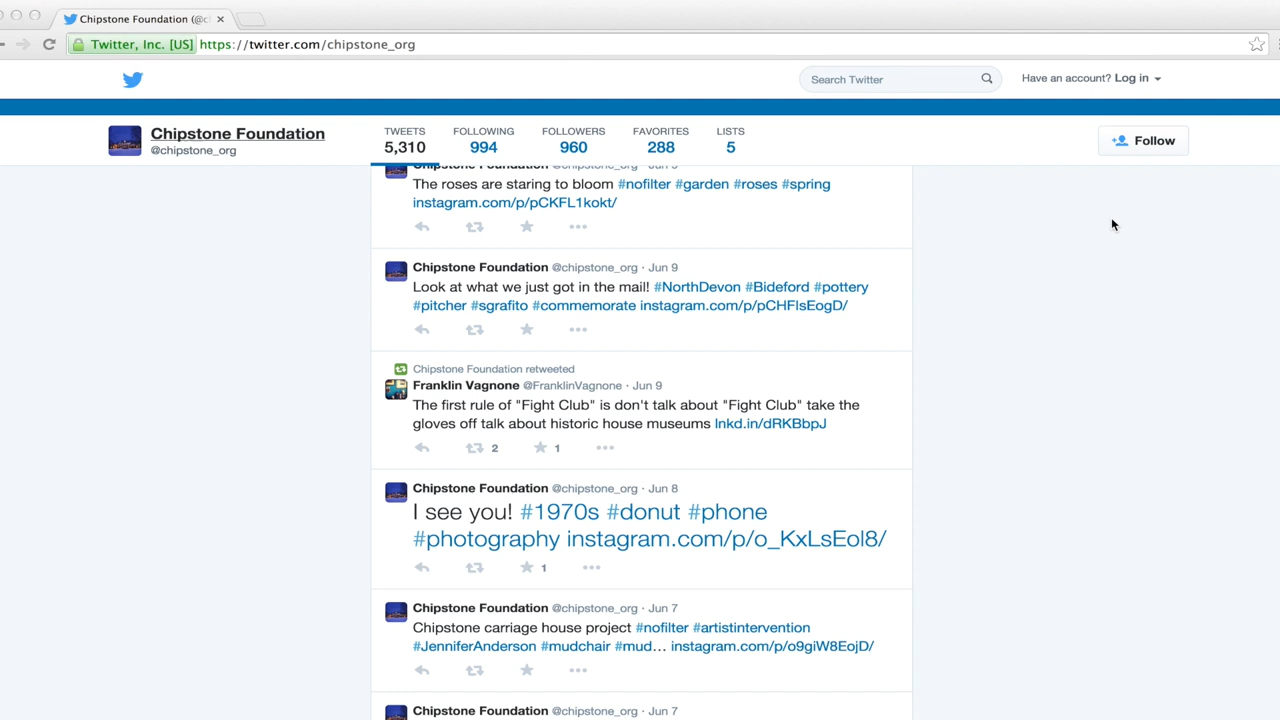 Chipstone Foundation (@c
Twitter, Inc. [US] https://twitter.com/chipstone_org
Search Twitter
Have an account? Log in
Chipstone Foundation
@chipstone_org
TWEETS
5,310
FOLLOWING
994
FOLLOWERS
960
FAVORITES
288
LISTS
5
Follow
Chipstone Foundation @chipstone_org · Jun 9
The roses are staring to bloom #nofilter #garden #roses #spring
instagram.com/p/pCKFL1kokt/
Chipstone Foundation @chipstone_org · Jun 9
Look at what we just got in the mail! #NorthDevon #Bideford #pottery
#pitcher #sgrafito #commemorate instagram.com/p/pCHFlsEogD/
Chipstone Foundation retweeted
Franklin Vagnone @FranklinVagnone · Jun 9
The first rule of "Fight Club" is don't talk about "Fight Club" take the
gloves off talk about historic house museums lnkd.in/dRKBbpJ
2 1
Chipstone Foundation @chipstone_org · Jun 8
I see you! #1970s #donut #phone
#photography instagram.com/p/o_KxLsEol8/
1
Chipstone Foundation @chipstone_org · Jun 7
Chipstone carriage house project #nofilter #artistintervention
#JenniferAnderson #mudchair #mud… instagram.com/p/o9giW8EojD/
Chipstone Foundation @chipstone_org · Jun 7